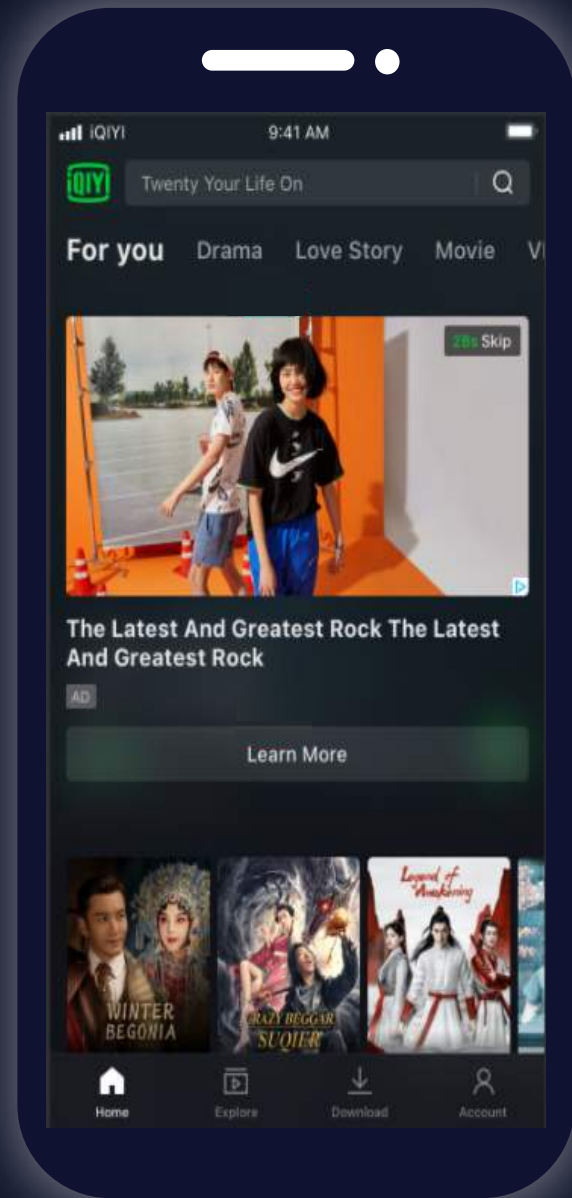 iQIYI
9:41 AM
iQIYI
Twenty Your Life On
For you Drama Love Story Movie VI
28s Skip
The Latest And Greatest Rock The Latest
And Greatest Rock
AD
Learn More
WINTER
BEGONIA
CRAZY BEGGAR
SUQIER
Legend of
Awakening
Home Explore Download Account